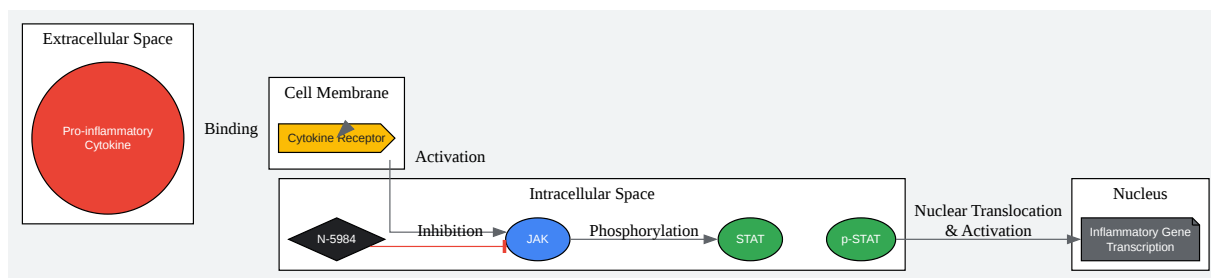 Extracellular Space
Pro-inflammatory
Cytokine
Binding
Cell Membrane
Cytokine Receptor
Activation
Intracellular Space
N-5984
Inhibition
JAK
Phosphorylation
STAT
p-STAT
Nuclear Translocation
& Activation
Nucleus
Inflammatory Gene
Transcription